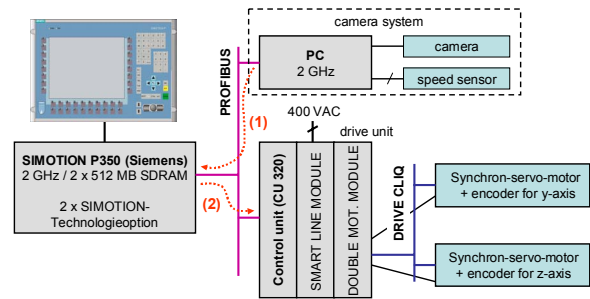 camera system
PC
2 GHz
camera
speed sensor
PROFIBUS
(1)
400 VAC
drive unit
SIMOTION P350 (Siemens)
2 GHz / 2 x 512 MB SDRAM
2 x SIMOTION-
Technologieoption
(2)
Control unit (CU 320)
SMART LINE MODULE
DOUBLE MOT. MODULE
DRIVE CLIQ
Synchron-servo-motor
+ encoder for y-axis
Synchron-servo-motor
+ encoder for z-axis